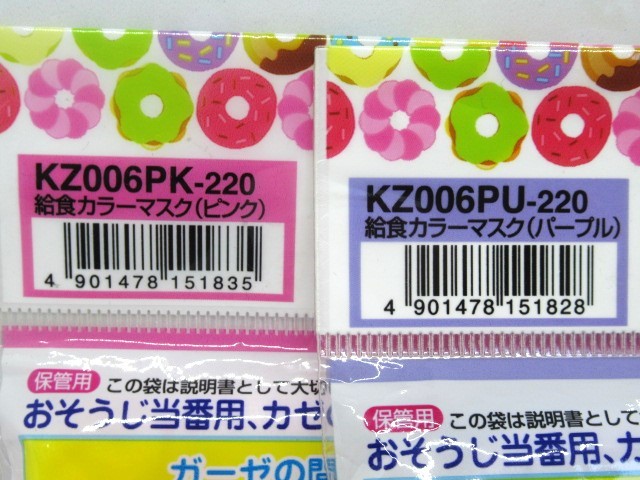 KZ006PK-220
給食カラーマスク(ピンク)
4 901478 151835
保管用 この袋は説明書として大切
おそうじ当番用、カゼの
ガーゼの間
KZ006PU-220
給食カラーマスク(パープル)
4 901478 151828
保管用 この袋は説明書として
おそうじ当番用、カ